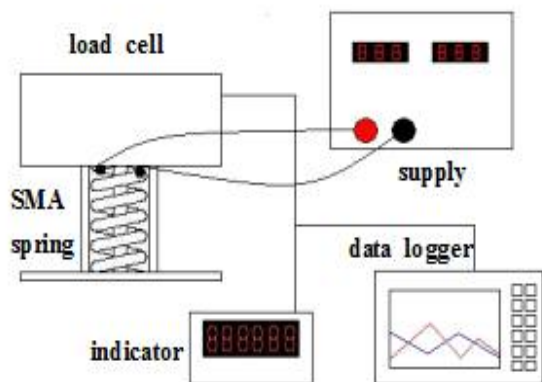 load cell
supply
SMA
spring
data logger
indicator